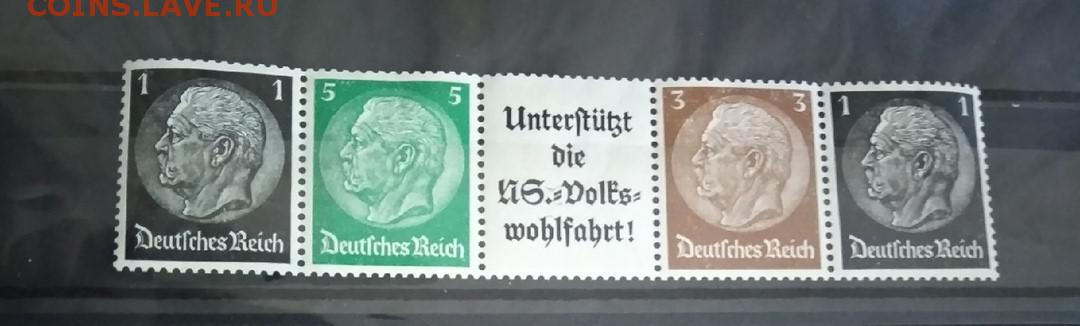 COINS.LAVE.RU
1 1
Deutſches Reich
5 5
Deutſches Reich
Unterſtützt
die
NS.=Volks=
wohlfahrt!
3 3
Deutſches Reich
1 1
Deutſches Reich